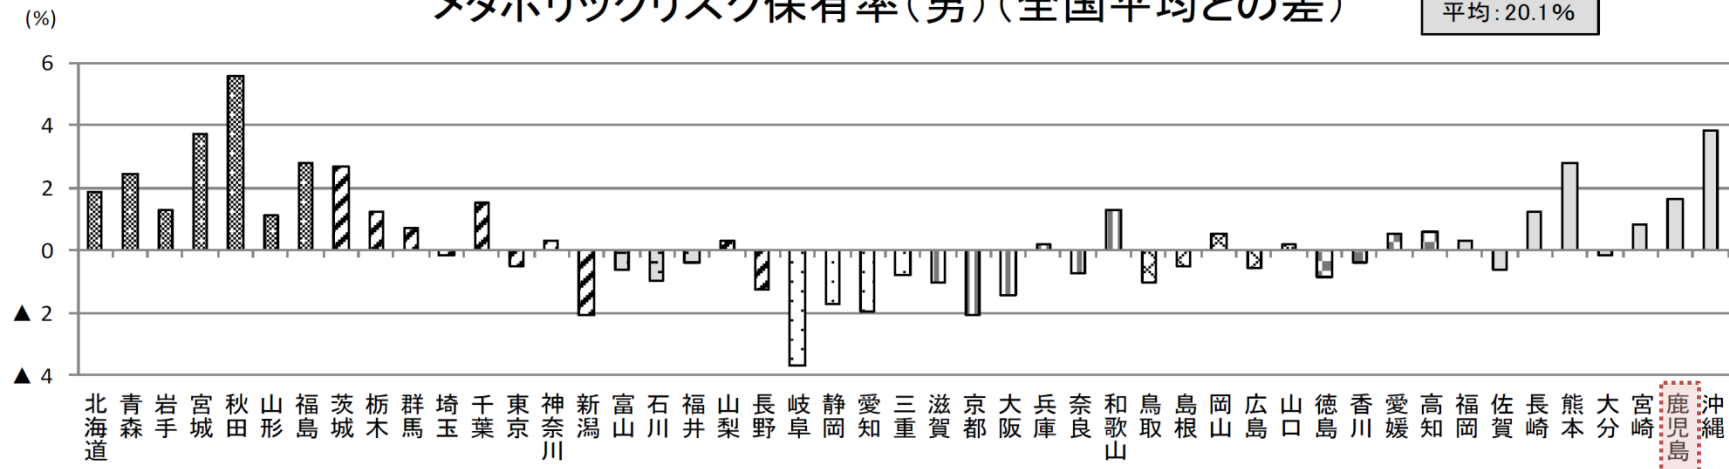 メタボリックリスク保有率（男）（全国平均との差）
平均：20.1％
(%)
6
4
2
0
▲ 2
▲ 4
北海道 青森 岩手 宮城 秋田 山形 福島 茨城 栃木 群馬 埼玉 千葉 東京 神奈川 新潟 富山 石川 福井 山梨 長野 岐阜 静岡 愛知 三重 滋賀 京都 大阪 兵庫 奈良 和歌山 鳥取 島根 岡山 広島 山口 徳島 香川 愛媛 高知 福岡 佐賀 長崎 熊本 大分 宮崎 鹿児島 沖縄